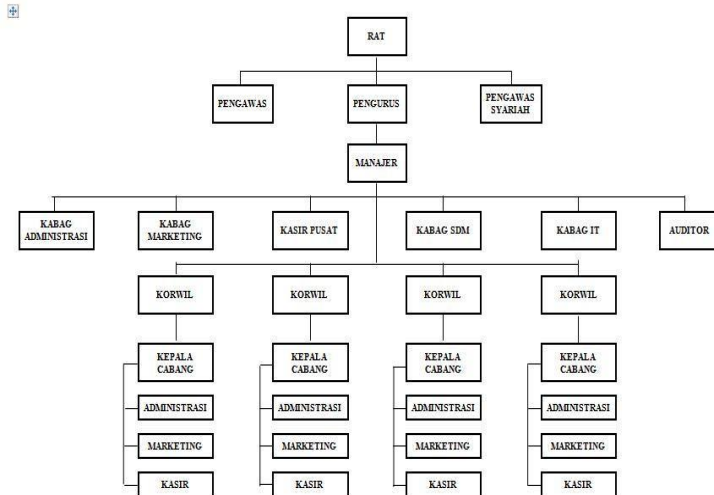 RAT
PENGAWAS
PENGURUS
PENGAWAS
SYARIAH
MANAJER
KABAG
ADMINISTRASI
KABAG
MARKETING
KASIR PUSAT
KABAG SDM
KABAG IT
AUDITOR
KORWIL
KORWIL
KORWIL
KORWIL
KEPALA
CABANG
KEPALA
CABANG
KEPALA
CABANG
KEPALA
CABANG
ADMINISTRASI
ADMINISTRASI
ADMINISTRASI
ADMINISTRASI
MARKETING
MARKETING
MARKETING
MARKETING
KASIR
KASIR
KASIR
KASIR